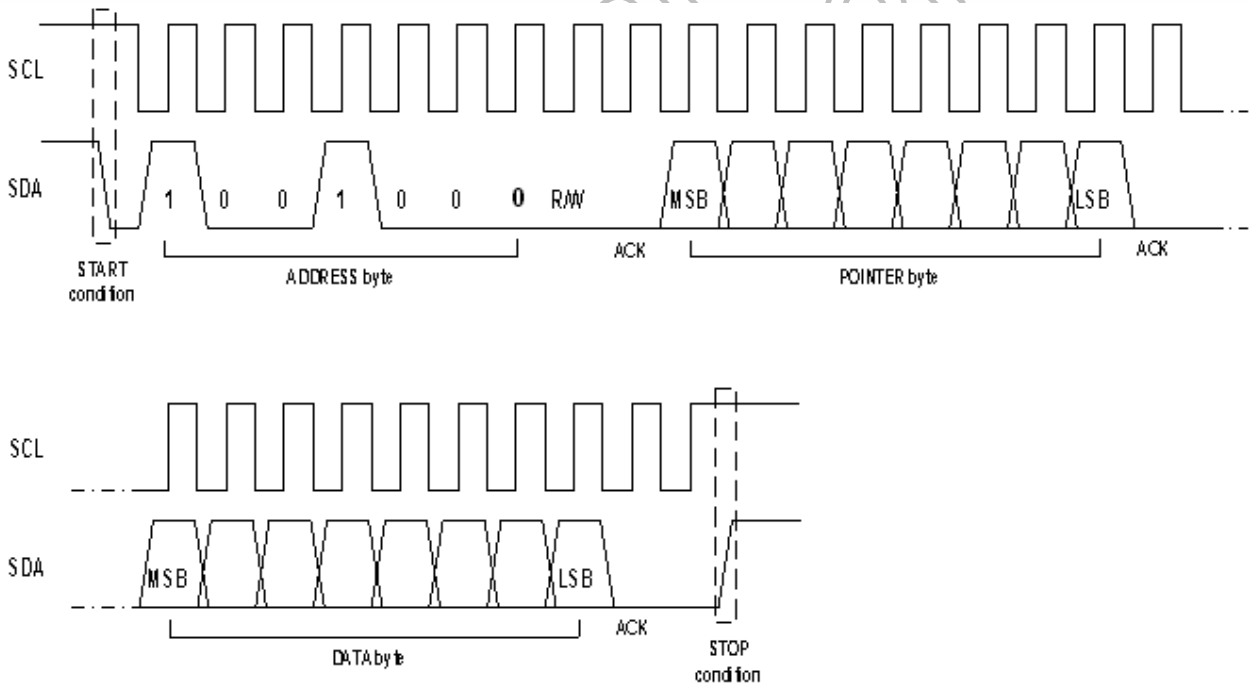 SCL
SDA
1 0 0 1 0 0 0 R/W
MSB
LSB
ACK
ACK
START
condition
ADDRESS byte
POINTER byte
SCL
SDA
MSB
LSB
ACK
DATA byte
STOP
condition